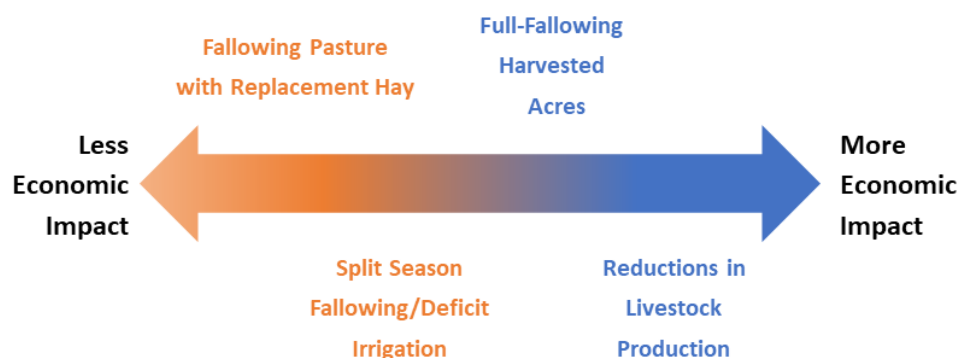 Fallowing Pasture
with Replacement Hay
Full-Fallowing
Harvested
Acres
Less
Economic
Impact
More
Economic
Impact
Split Season
Fallowing/Deficit
Irrigation
Reductions in
Livestock
Production